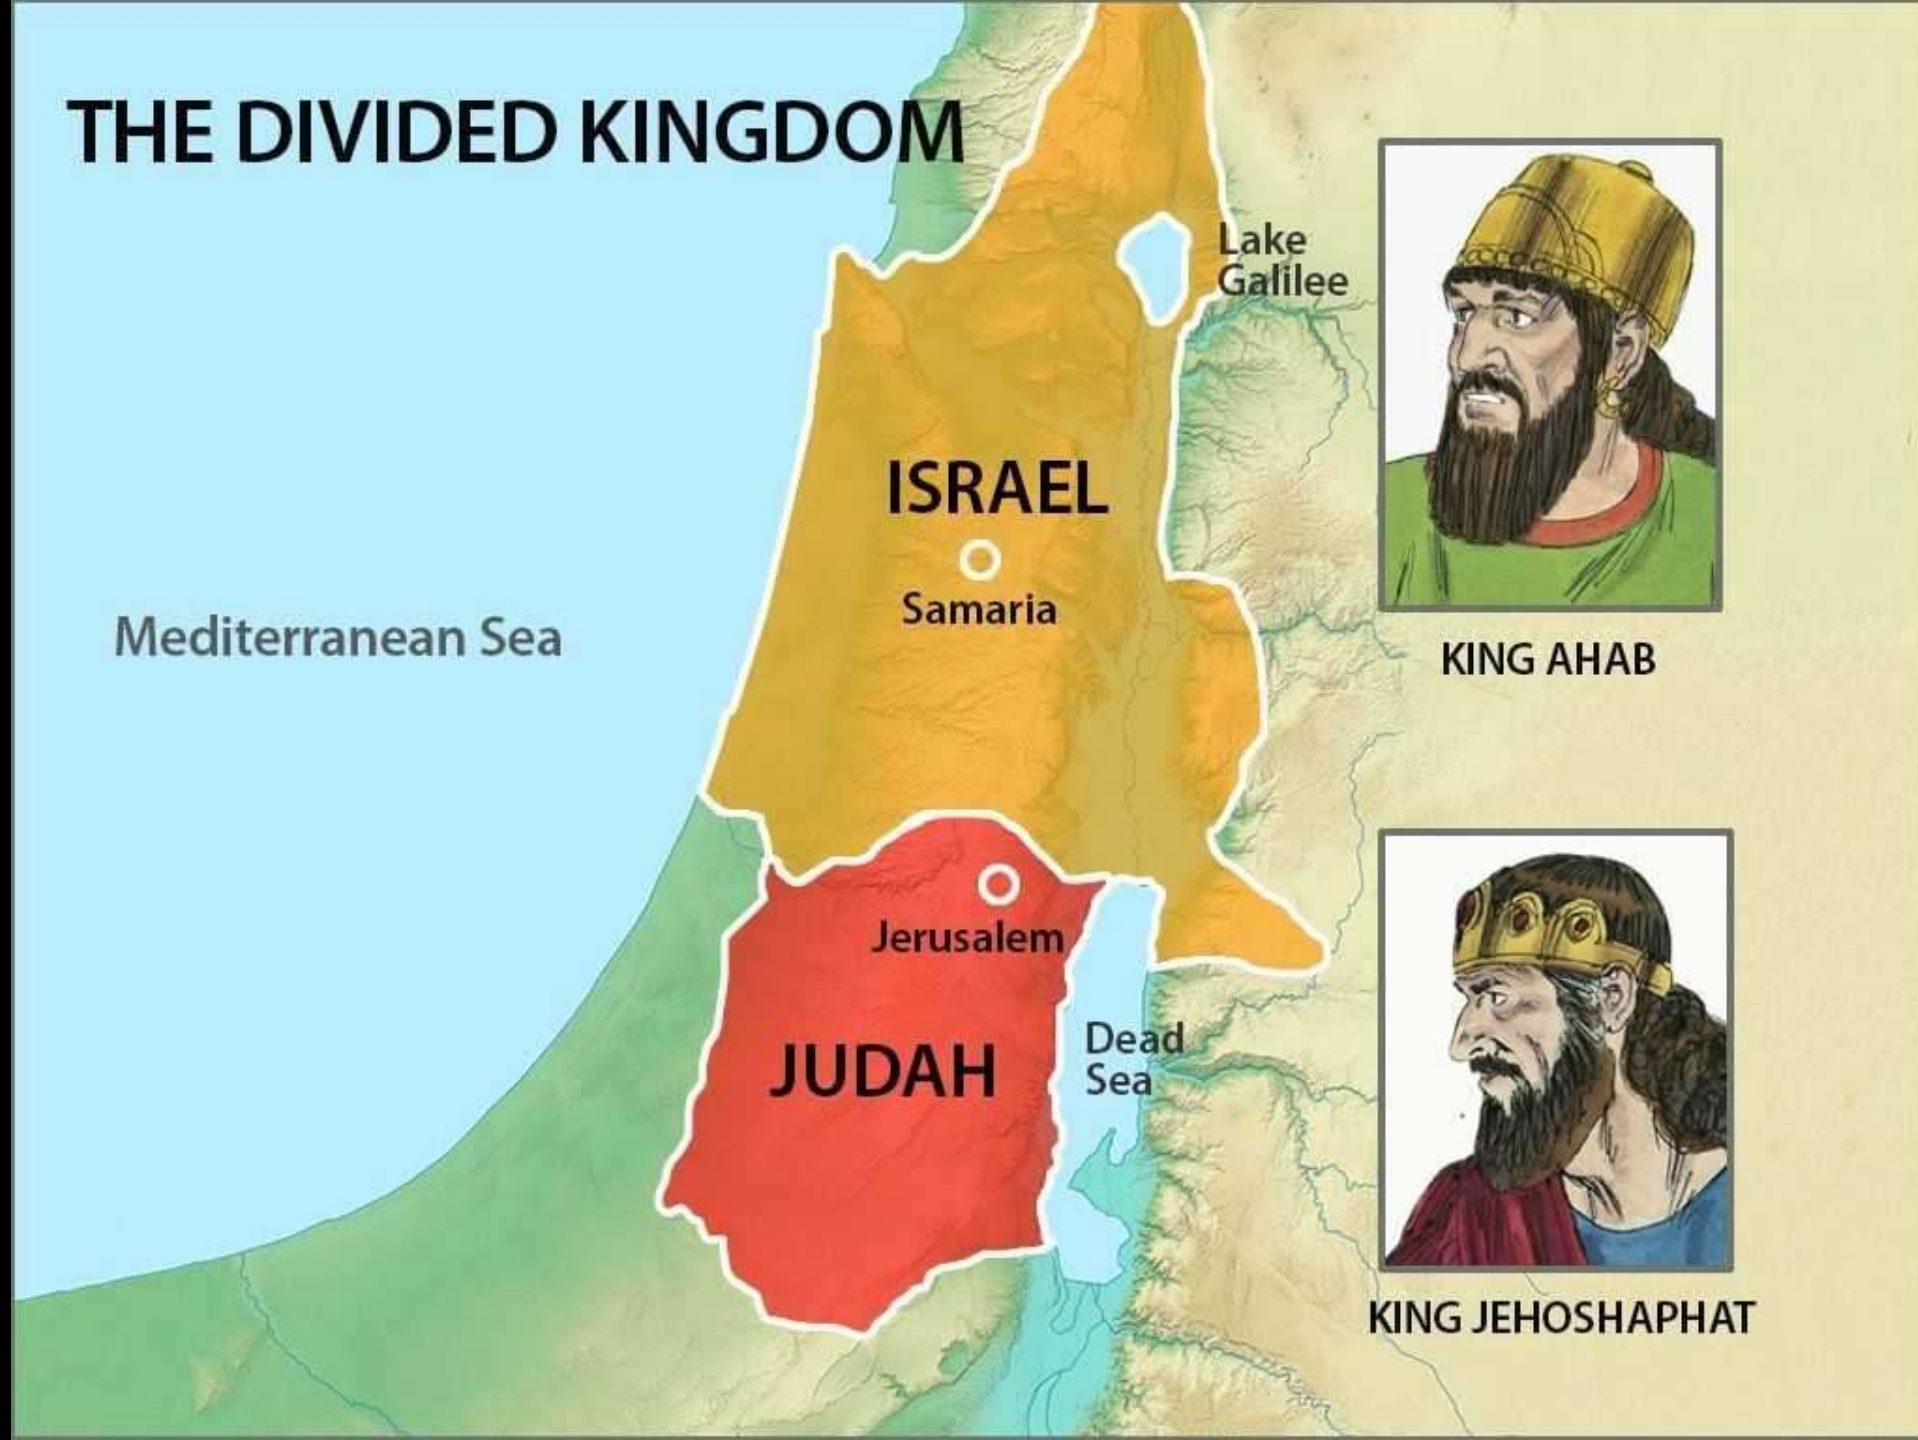 THE DIVIDED KINGDOM
Lake
Galilee
ISRAEL
Samaria
Mediterranean Sea
KING AHAB
Jerusalem
JUDAH
Dead
Sea
KING JEHOSHAPHAT